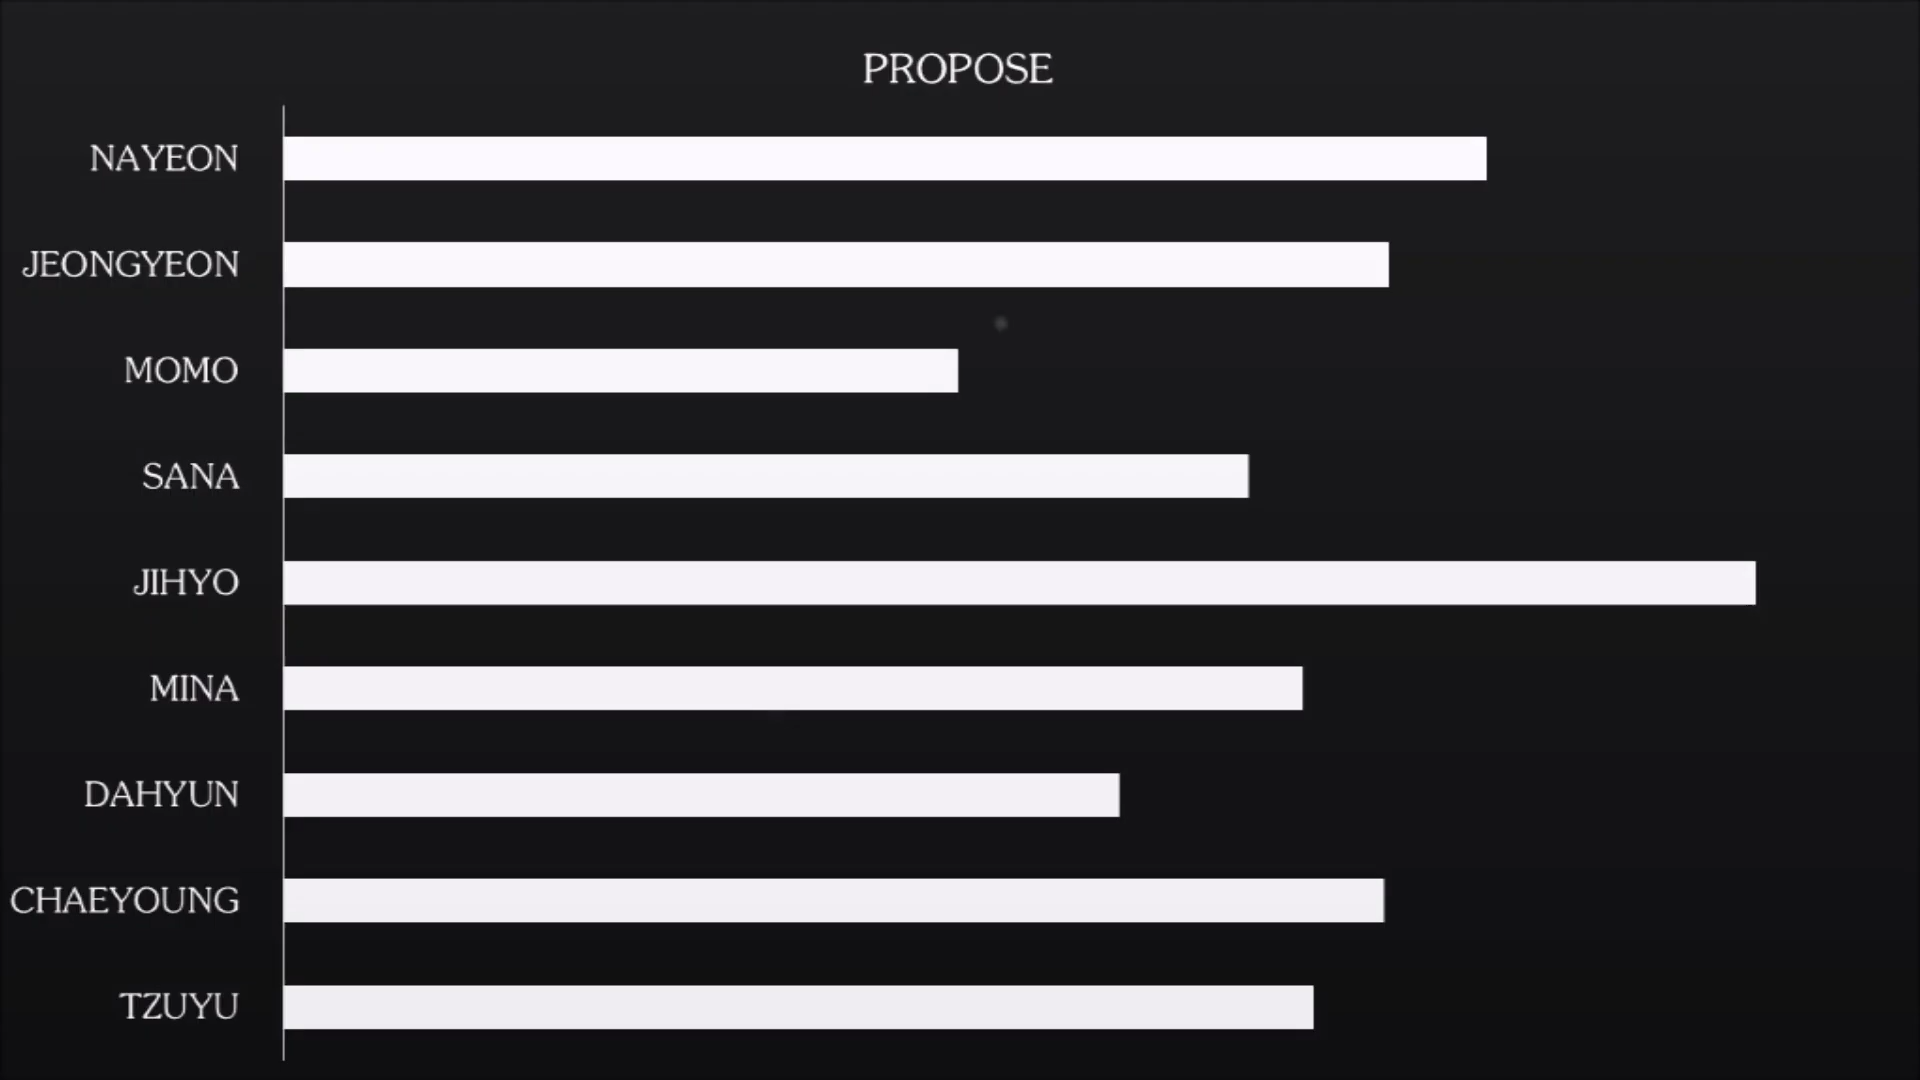 PROPOSE
NAYEON
JEONGYEON
MOMO
SANA
JIHYO
MINA
DAHYUN
CHAEYOUNG
TZUYU